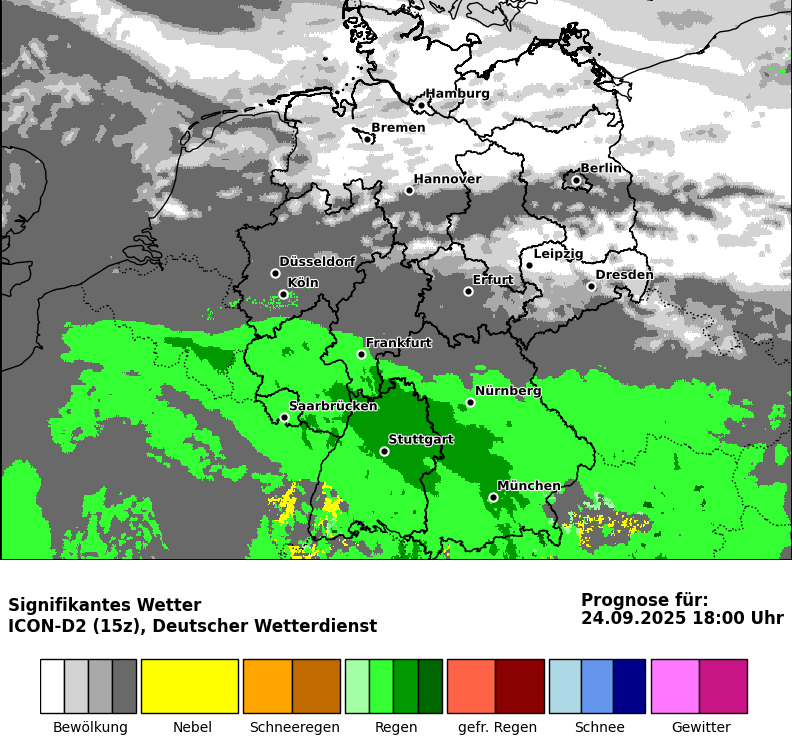 Hamburg
Bremen
Berlin
Hannover
Leipzig
Düsseldorf
Dresden
Köln
Erfurt
Frankfurt
Nürnberg
Saarbrücken
Stuttgart
München
Signifikantes Wetter
ICON-D2 (15z), Deutscher Wetterdienst
Prognose für:
24.09.2025 18:00 Uhr
Bewölkung
Nebel
Schneeregen
Regen
gefr. Regen
Schnee
Gewitter